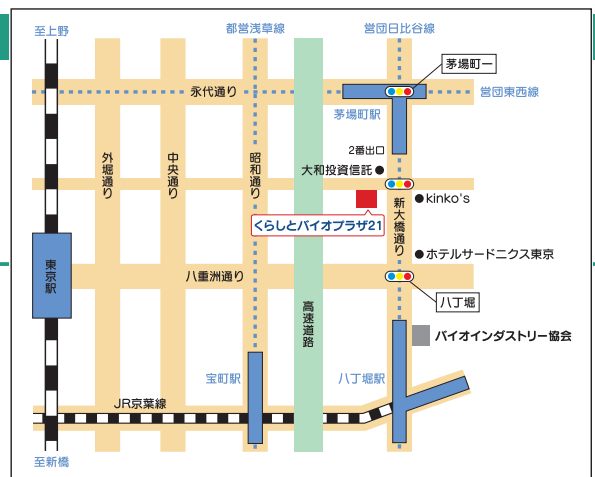 至上野
都営浅草線
営団日比谷線
茅場町一
永代通り
営団東西線
茅場町駅
2番出口
大和投資信託
外堀通り
中央通り
昭和通り
新大橋通り
kinko's
くらしとバイオプラザ21
ホテルサードニクス東京
東京駅
八重洲通り
八丁堀
高速道路
バイオインダストリー協会
宝町駅
八丁堀駅
JR京葉線
至新橋